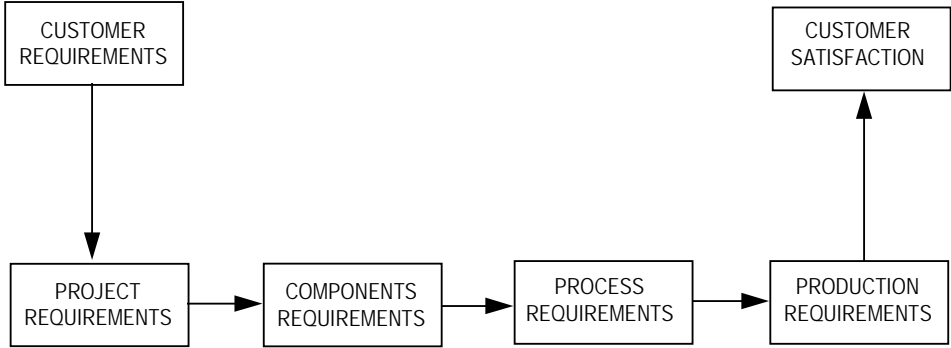 CUSTOMER
REQUIREMENTS
CUSTOMER
SATISFACTION
PROJECT
REQUIREMENTS
COMPONENTS
REQUIREMENTS
PROCESS
REQUIREMENTS
PRODUCTION
REQUIREMENTS